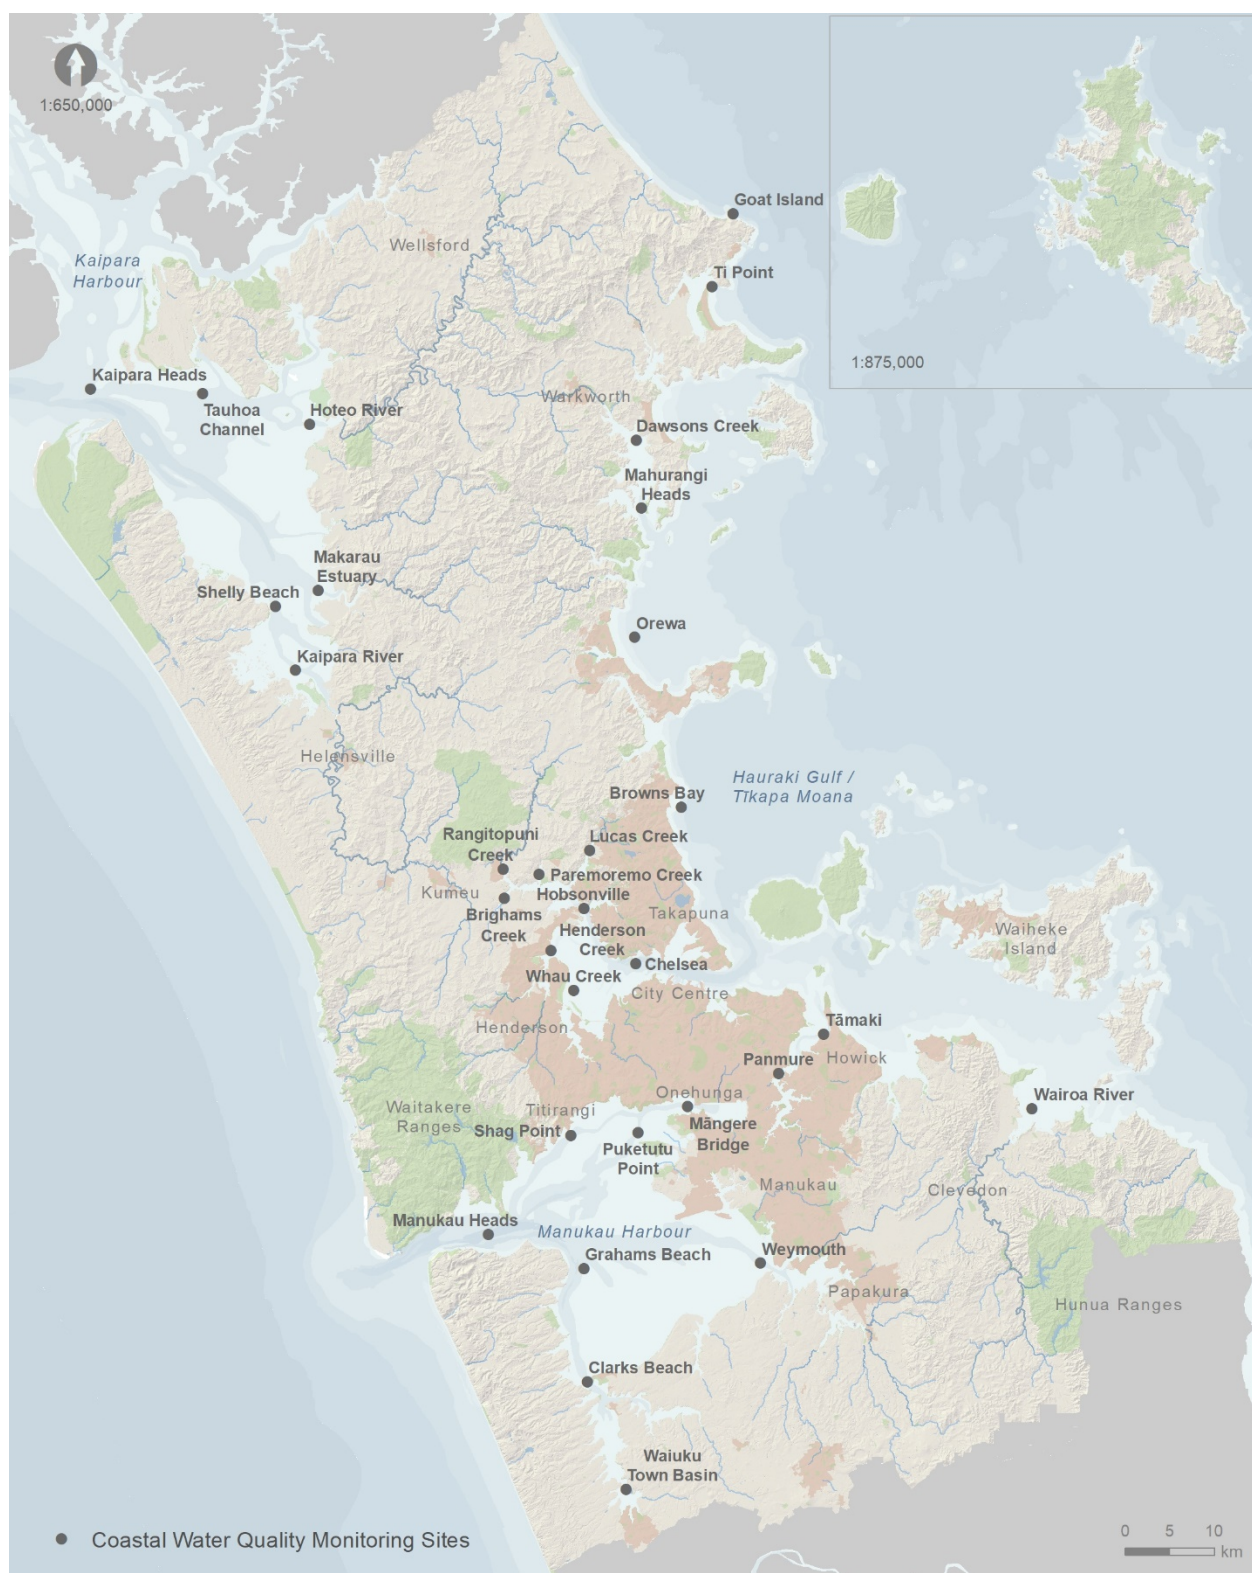 1:650,000
Goat Island
Wellsford
Kaipara
Harbour
Ti Point
1:875,000
Kaipara Heads
Tauhoa
Channel
Hoteo River
Warkworth
Dawsons Creek
Mahurangi
Heads
Makarau
Estuary
Shelly Beach
Orewa
Kaipara River
Helensville
Hauraki Gulf /
Tīkapa Moana
Browns Bay
Rangitopuni
Creek
Lucas Creek
Paremoremo Creek
Kumeu
Hobsonville
Brighams
Creek
Takapuna
Henderson
Creek
Waiheke
Island
Chelsea
Whau Creek
City Centre
Henderson
Tāmaki
Howick
Panmure
Onehunga
Wairoa River
Waitakere
Ranges
Titirangi
Shag Point
Māngere
Bridge
Puketutu
Point
Manukau
Clevedon
Manukau Heads
Manukau Harbour
Grahams Beach
Weymouth
Papakura
Hunua Ranges
Clarks Beach
Waiuku
Town Basin
Coastal Water Quality Monitoring Sites
0 5 10
km